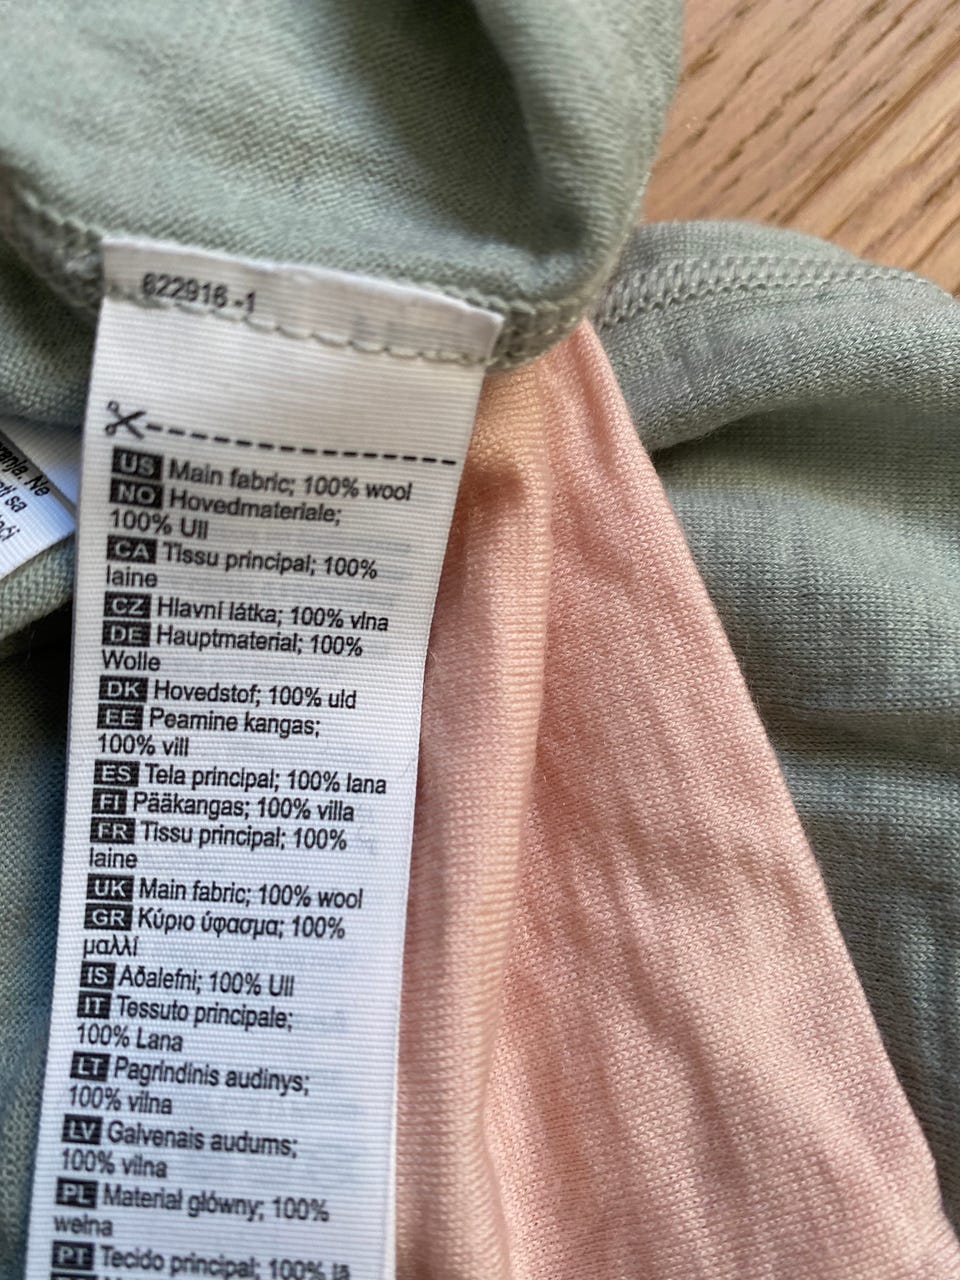 622916-1
US Main fabric; 100% wool
NO Hovedmateriale;
100% Ull
CA Tissu principal; 100%
laine
CZ Hlavní látka; 100% vlna
DE Hauptmaterial; 100%
Wolle
DK Hovedstof; 100% uld
EE Peamine kangas;
100% vill
ES Tela principal; 100% lana
FI Pääkangas; 100% villa
FR Tissu principal; 100%
laine
UK Main fabric; 100% wool
GR Κύριο ύφασμα; 100%
μαλλί
IS Aðalefni; 100% Ull
IT Tessuto principale;
100% Lana
LT Pagrindinis audinys;
100% vilna
LV Galvenais audums;
100% vilna
PL Materiał główny; 100%
wełna
PT Tecido principal; 100% lã
Ne
sa